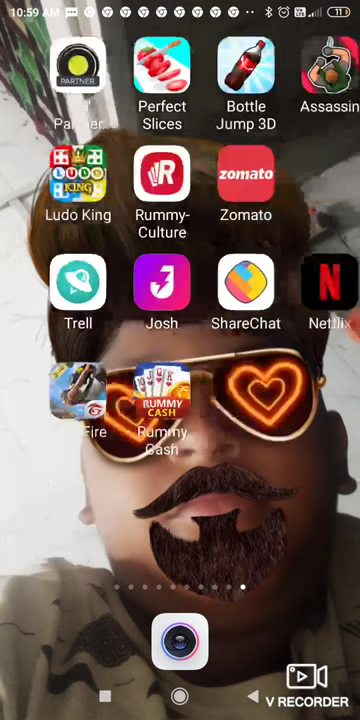 10:59 AM
11
PARTNER
Perfect Slices
Bottle Jump 3D
Assassin
LUDO
KING
R
zomato
Ludo King
Rummy-Culture
Zomato
J
N
Trell
Josh
ShareChat
Netflix
RUMMY
CASH
Fire
Rummy Cash
V RECORDER